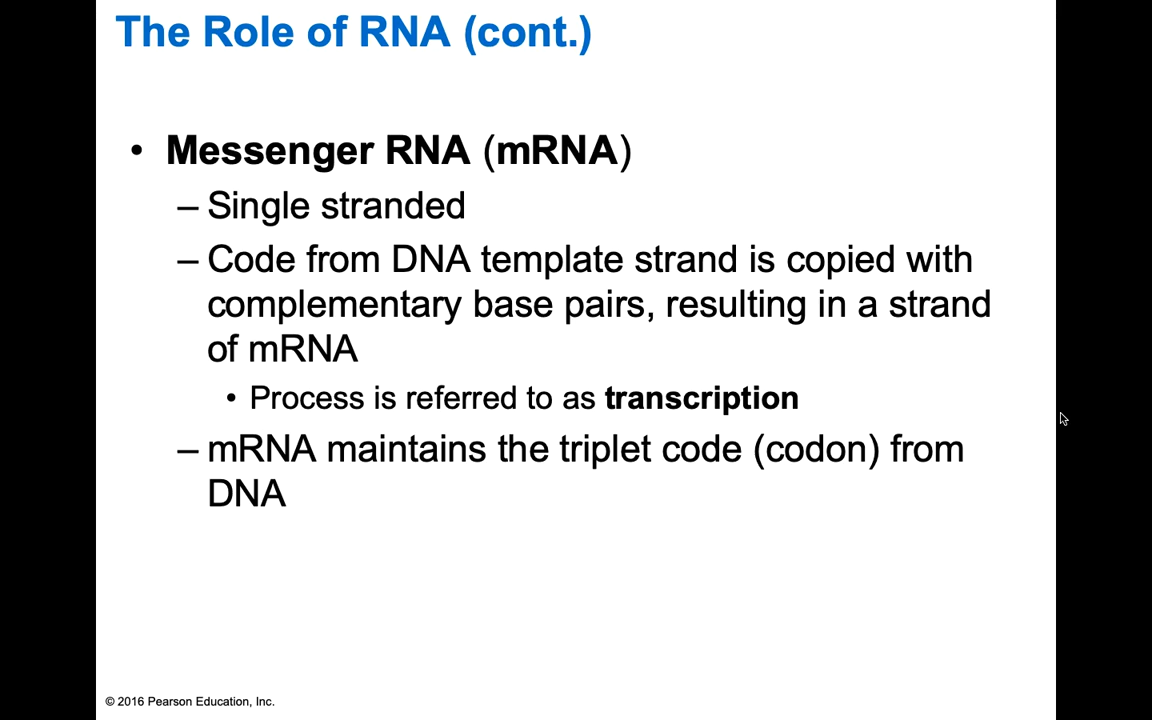 The Role of RNA (cont.)
• Messenger RNA (mRNA)
– Single stranded
– Code from DNA template strand is copied with
complementary base pairs, resulting in a strand
of mRNA
• Process is referred to as transcription
– mRNA maintains the triplet code (codon) from
DNA
© 2016 Pearson Education, Inc.